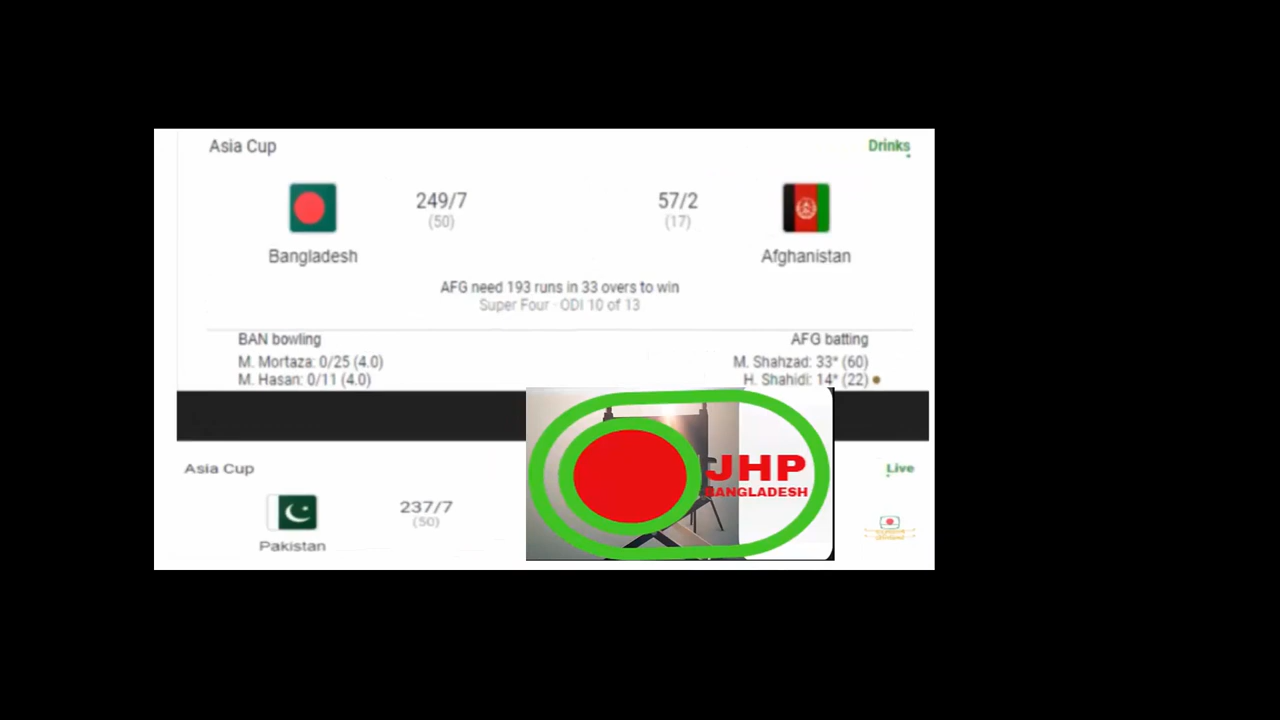 Asia Cup
Drinks
249/7
57/2
(50)
(17)
Bangladesh
Afghanistan
AFG need 193 runs in 33 overs to win
Super Four · ODI 10 of 13
BAN bowling
AFG batting
M. Mortaza: 0/25 (4.0)
M. Shahzad: 33* (60)
M. Hasan: 0/11 (4.0)
H. Shahidi: 14* (22)
JHP
BANGLADESH
Asia Cup
Live
237/7
(50)
Pakistan